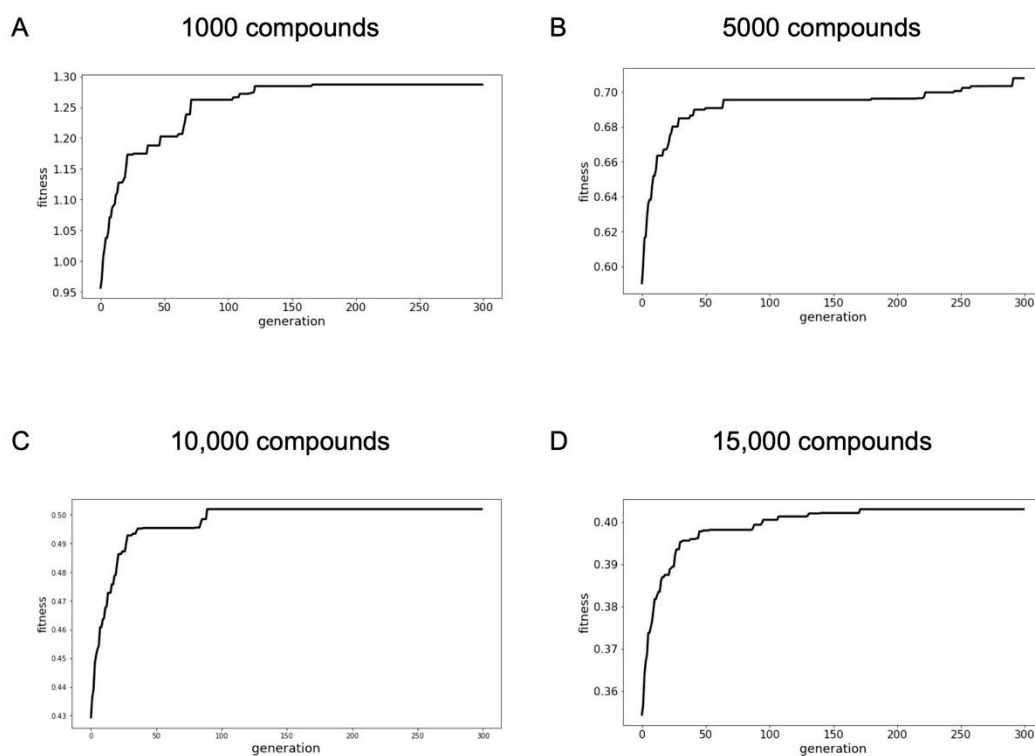 A 1000 compounds
1.30
1.25
1.20
1.15
1.10
1.05
1.00
0.95
fitness
0 50 100 150 200 250 300
generation
B 5000 compounds
0.70
0.68
0.66
0.64
0.62
0.60
fitness
0 50 100 150 200 250 300
generation
C 10,000 compounds
0.50
0.49
0.48
0.47
0.46
0.45
0.44
0.43
fitness
0 50 100 150 200 250 300
generation
D 15,000 compounds
0.40
0.39
0.38
0.37
0.36
fitness
0 50 100 150 200 250 300
generation